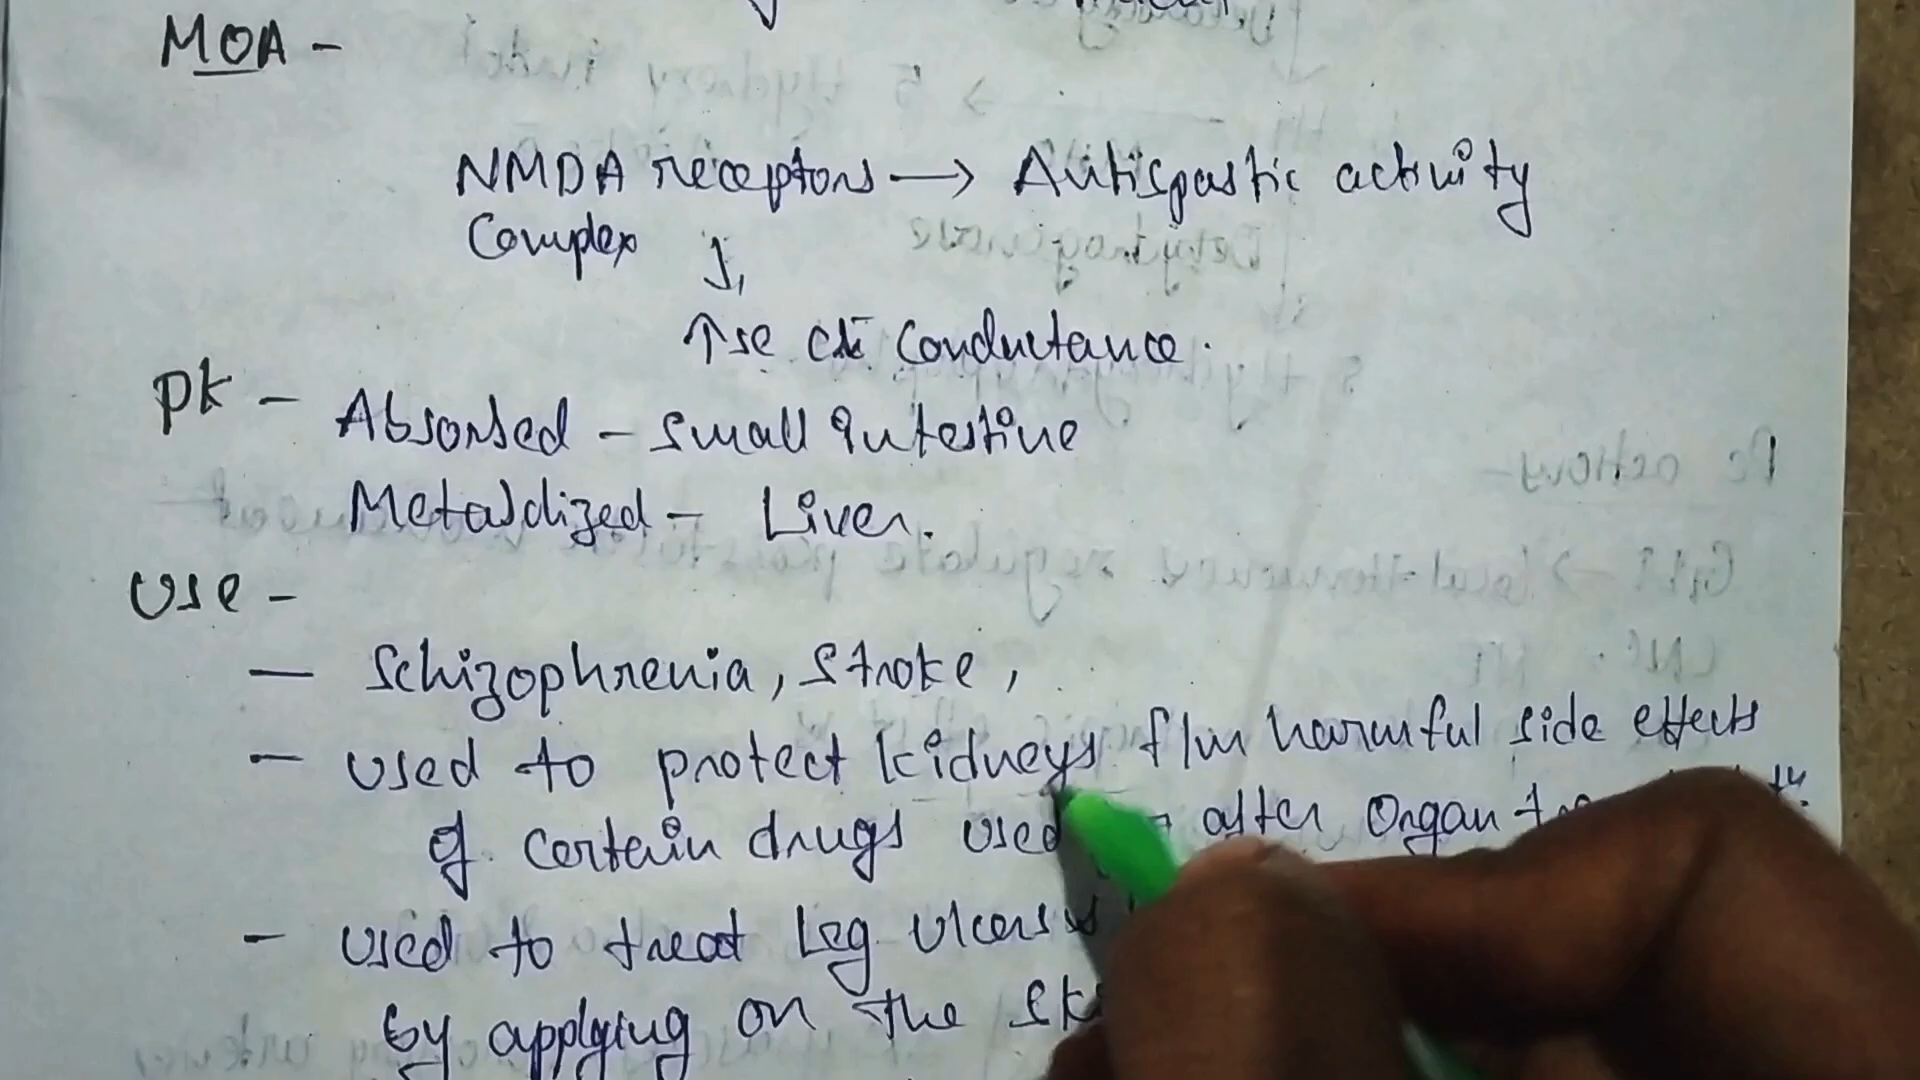 MOA -
NMDA receptors → Antispastic activity
Complex ↓
↑se Conductance.
PK - Absorbed - Small Intestine
Metabolized - Liver.
Use -
- Schizophrenia, Stroke,
- Used to protect kidneys f/m harmful side effects
of certain drugs used after Organ
- Used to treat Leg Ulcers
by applying on the